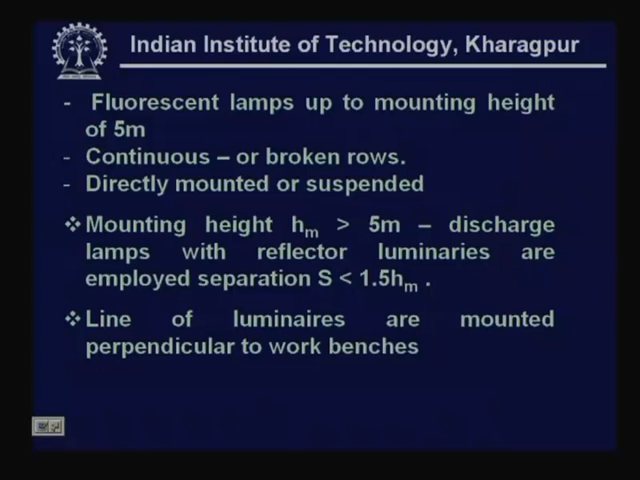 Indian Institute of Technology, Kharagpur
- Fluorescent lamps up to mounting height
of 5m
- Continuous – or broken rows.
- Directly mounted or suspended
❖ Mounting height hm > 5m – discharge
lamps with reflector luminaries are
employed separation S < 1.5hm .
❖ Line of luminaires are mounted
perpendicular to work benches